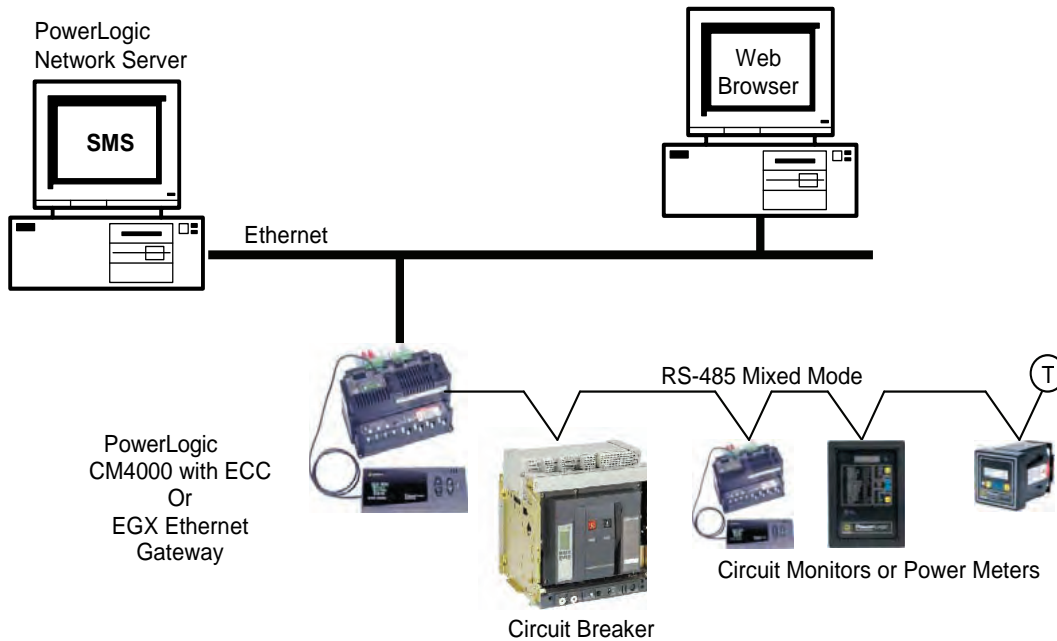 PowerLogic
Network Server
SMS
Web
Browser
Ethernet
RS-485 Mixed Mode
T
PowerLogic
CM4000 with ECC
Or
EGX Ethernet
Gateway
Circuit Breaker
Circuit Monitors or Power Meters